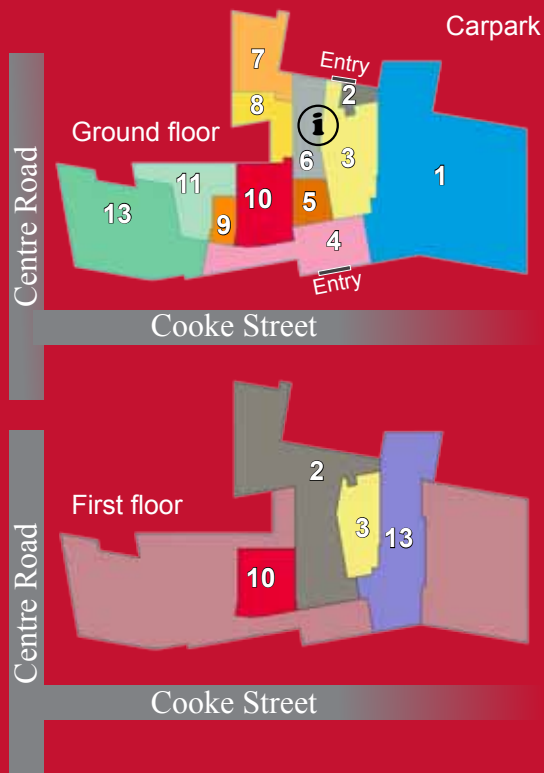 Carpark
7
Entry
2
8
i
Ground floor
3
6
1
11
10
5
13
9
4
Entry
Centre Road
Cooke Street
2
First floor
3
13
10
Centre Road
Cooke Street